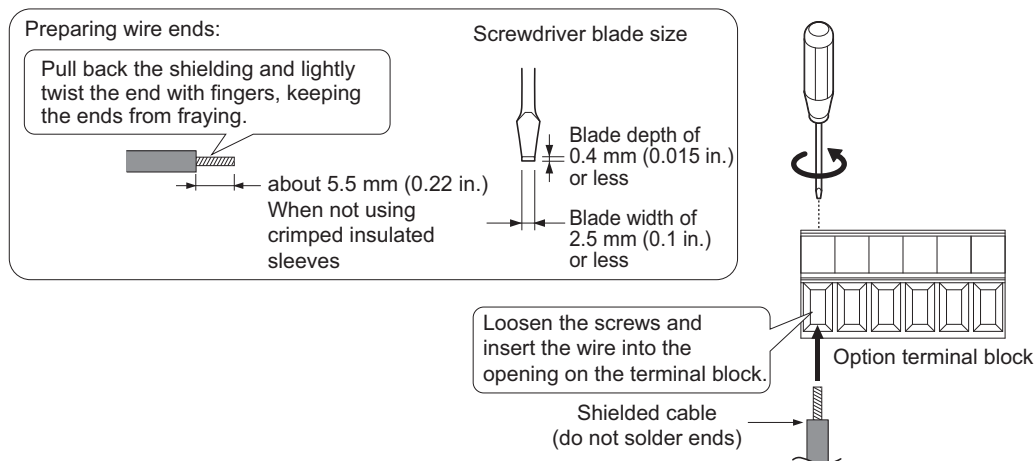 Preparing wire ends:
Pull back the shielding and lightly
twist the end with fingers, keeping
the ends from fraying.
about 5.5 mm (0.22 in.)
When not using
crimped insulated
sleeves
Screwdriver blade size
Blade depth of
0.4 mm (0.015 in.)
or less
Blade width of
2.5 mm (0.1 in.)
or less
Loosen the screws and
insert the wire into the
opening on the terminal block.
Option terminal block
Shielded cable
(do not solder ends)